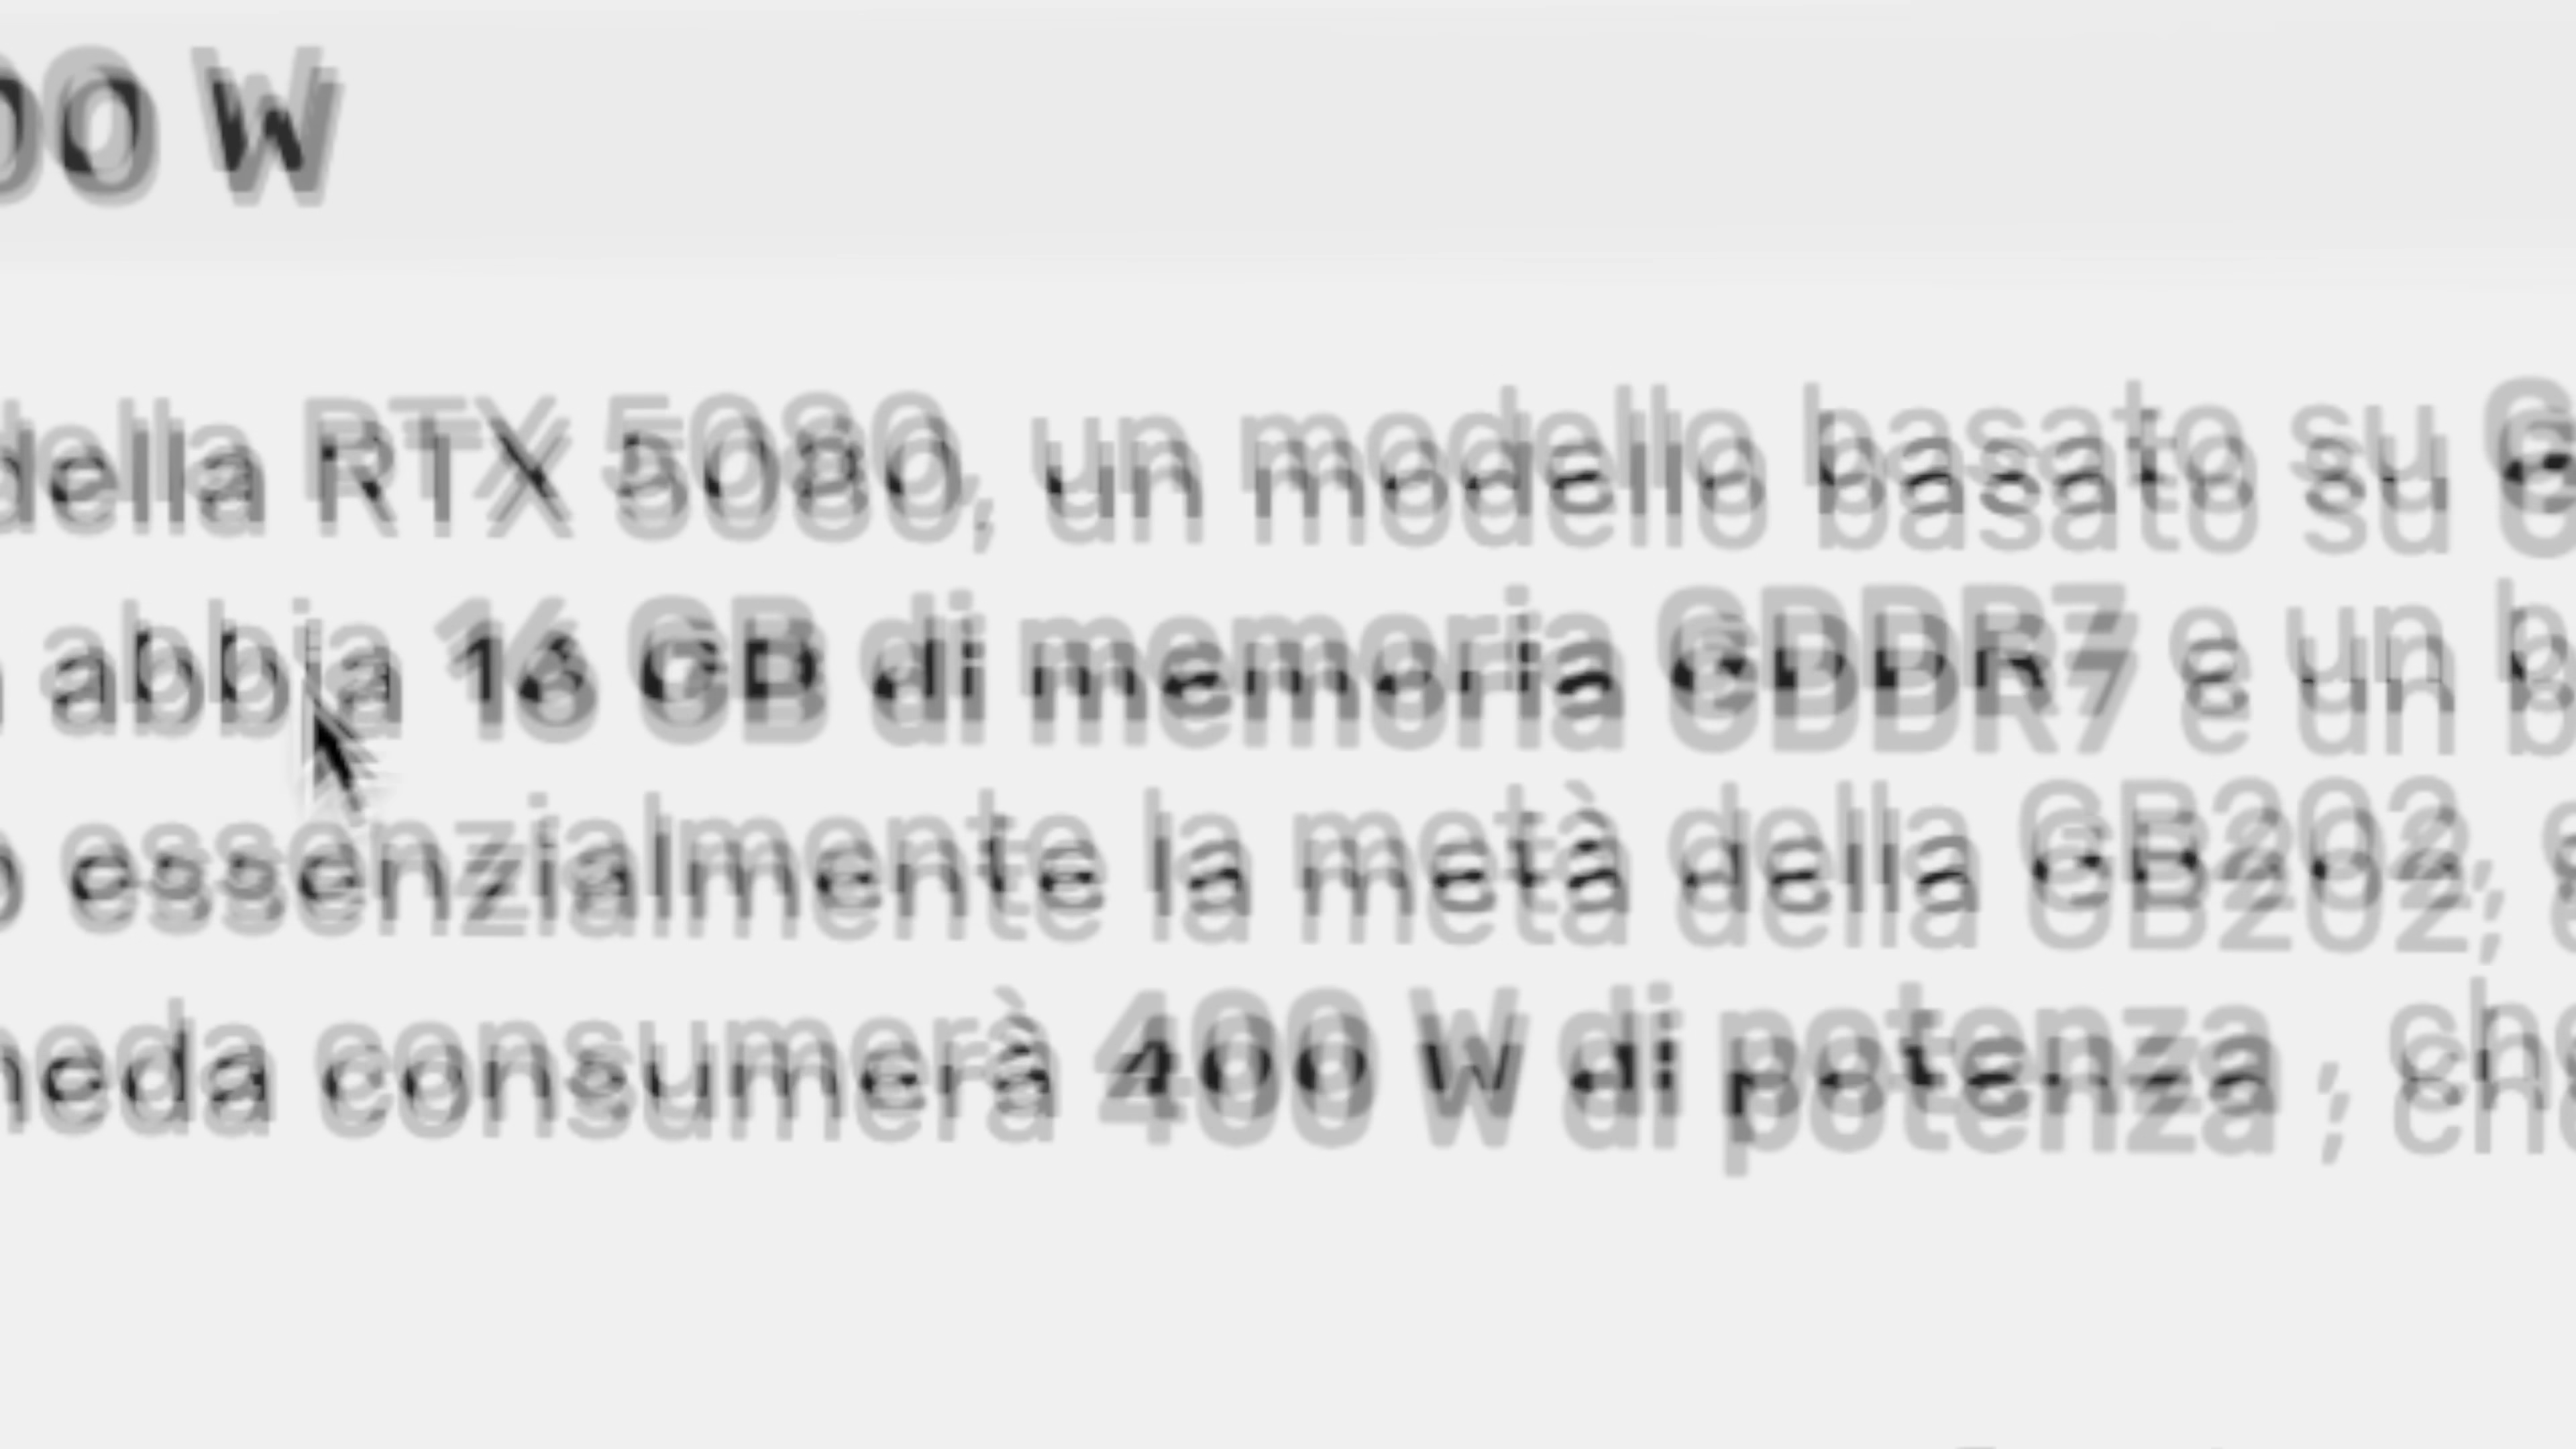 00 W
della RTX 5080, un modello basato su
abbia 16 GB di memoria GDDR7 e un
essenzialmente la metà della GB202,
consumerà 400 W di potenza , che